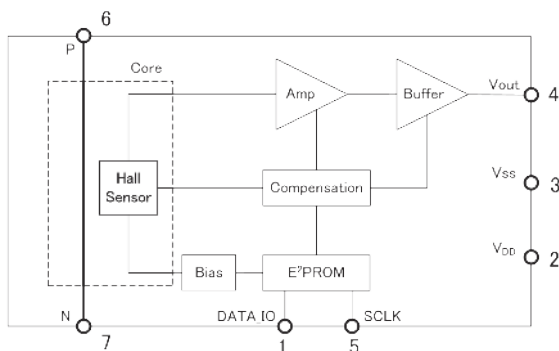 6
P
Core
Amp
Buffer
Vout
4
Hall
Sensor
Compensation
VSS
3
VDD
2
Bias
E²PROM
N
DATA_IO
SCLK
7
1
5